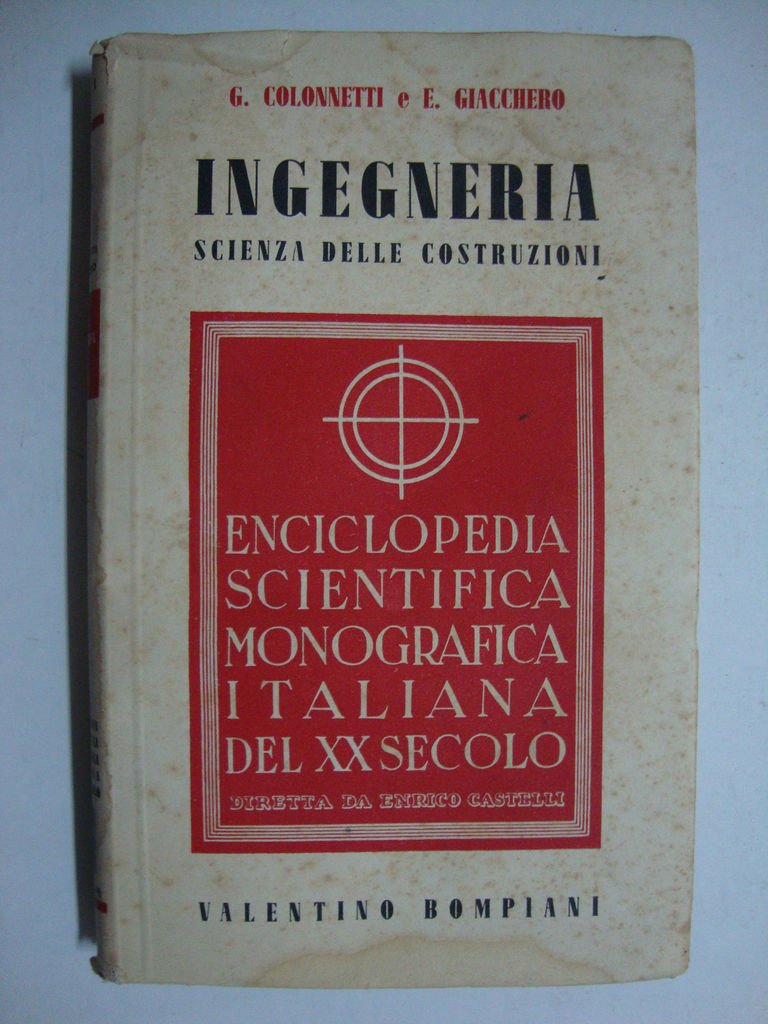 G. COLONNETTI e E. GIACCHERO
INGEGNERIA
SCIENZA DELLE COSTRUZIONI
ENCICLOPEDIA
SCIENTIFICA
MONOGRAFICA
ITALIANA
DEL XX SECOLO
DIRETTA DA ENRICO CASTELLI
VALENTINO BOMPIANI